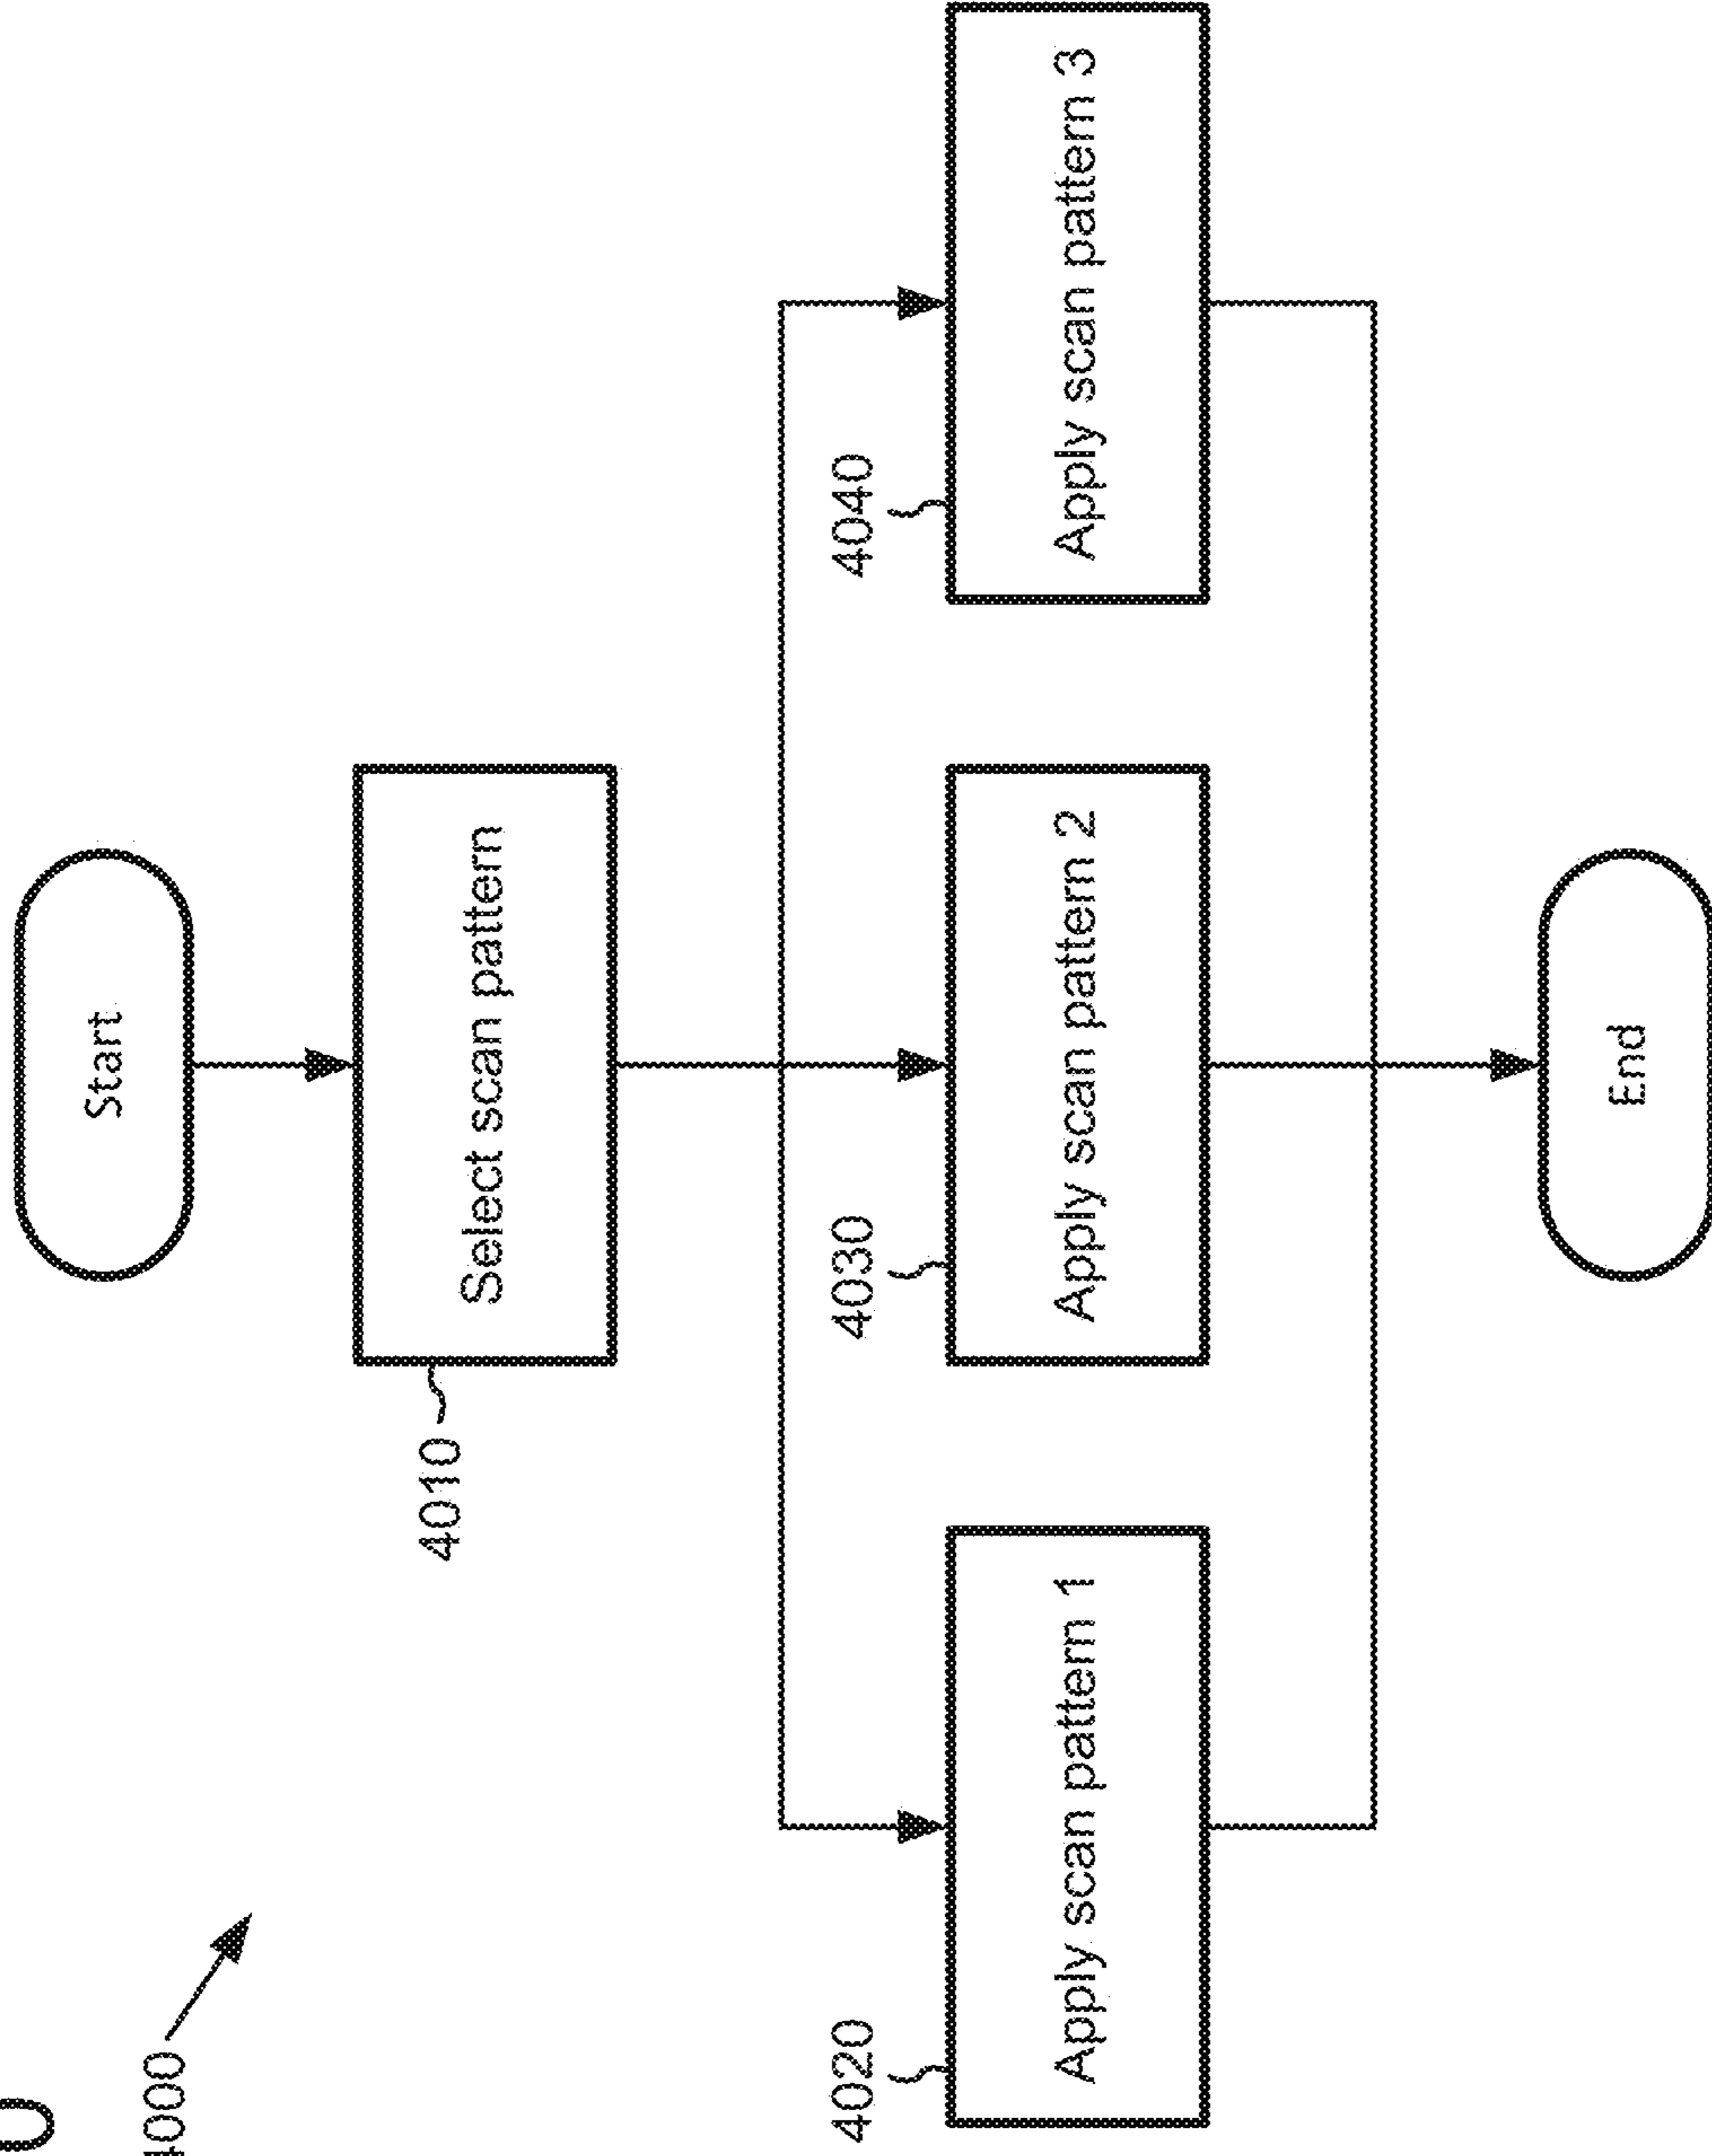 4000
Start
4010
Select scan pattern
4020
Apply scan pattern 1
4030
Apply scan pattern 2
4040
Apply scan pattern 3
End